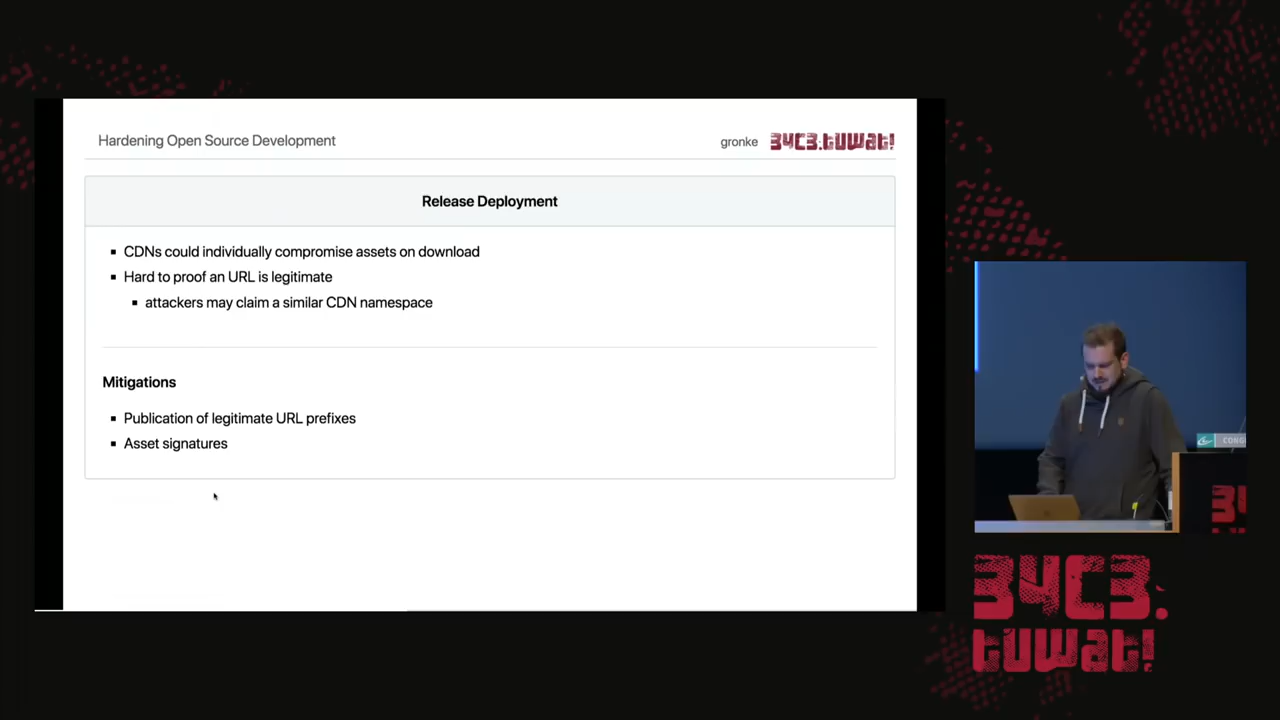 Hardening Open Source Development
gronke 34C3.tuwat!
Release Deployment
CDNs could individually compromise assets on download
Hard to proof an URL is legitimate
attackers may claim a similar CDN namespace
Mitigations
Publication of legitimate URL prefixes
Asset signatures
CONG
34
34C3.
tuwat!